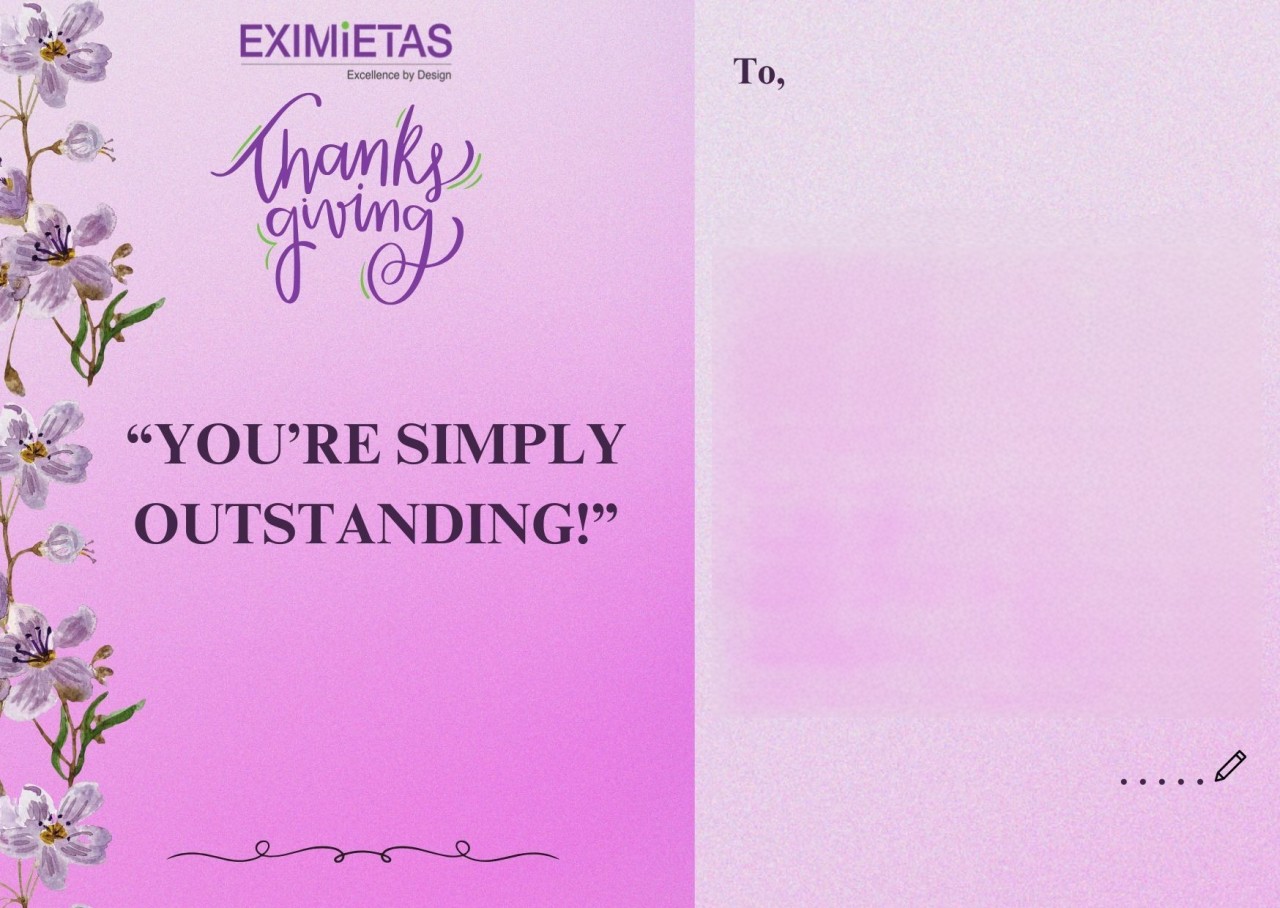 EXIMiETAS
Excellence by Design
Thanks
giving
“YOU’RE SIMPLY
OUTSTANDING!”
To,
.....